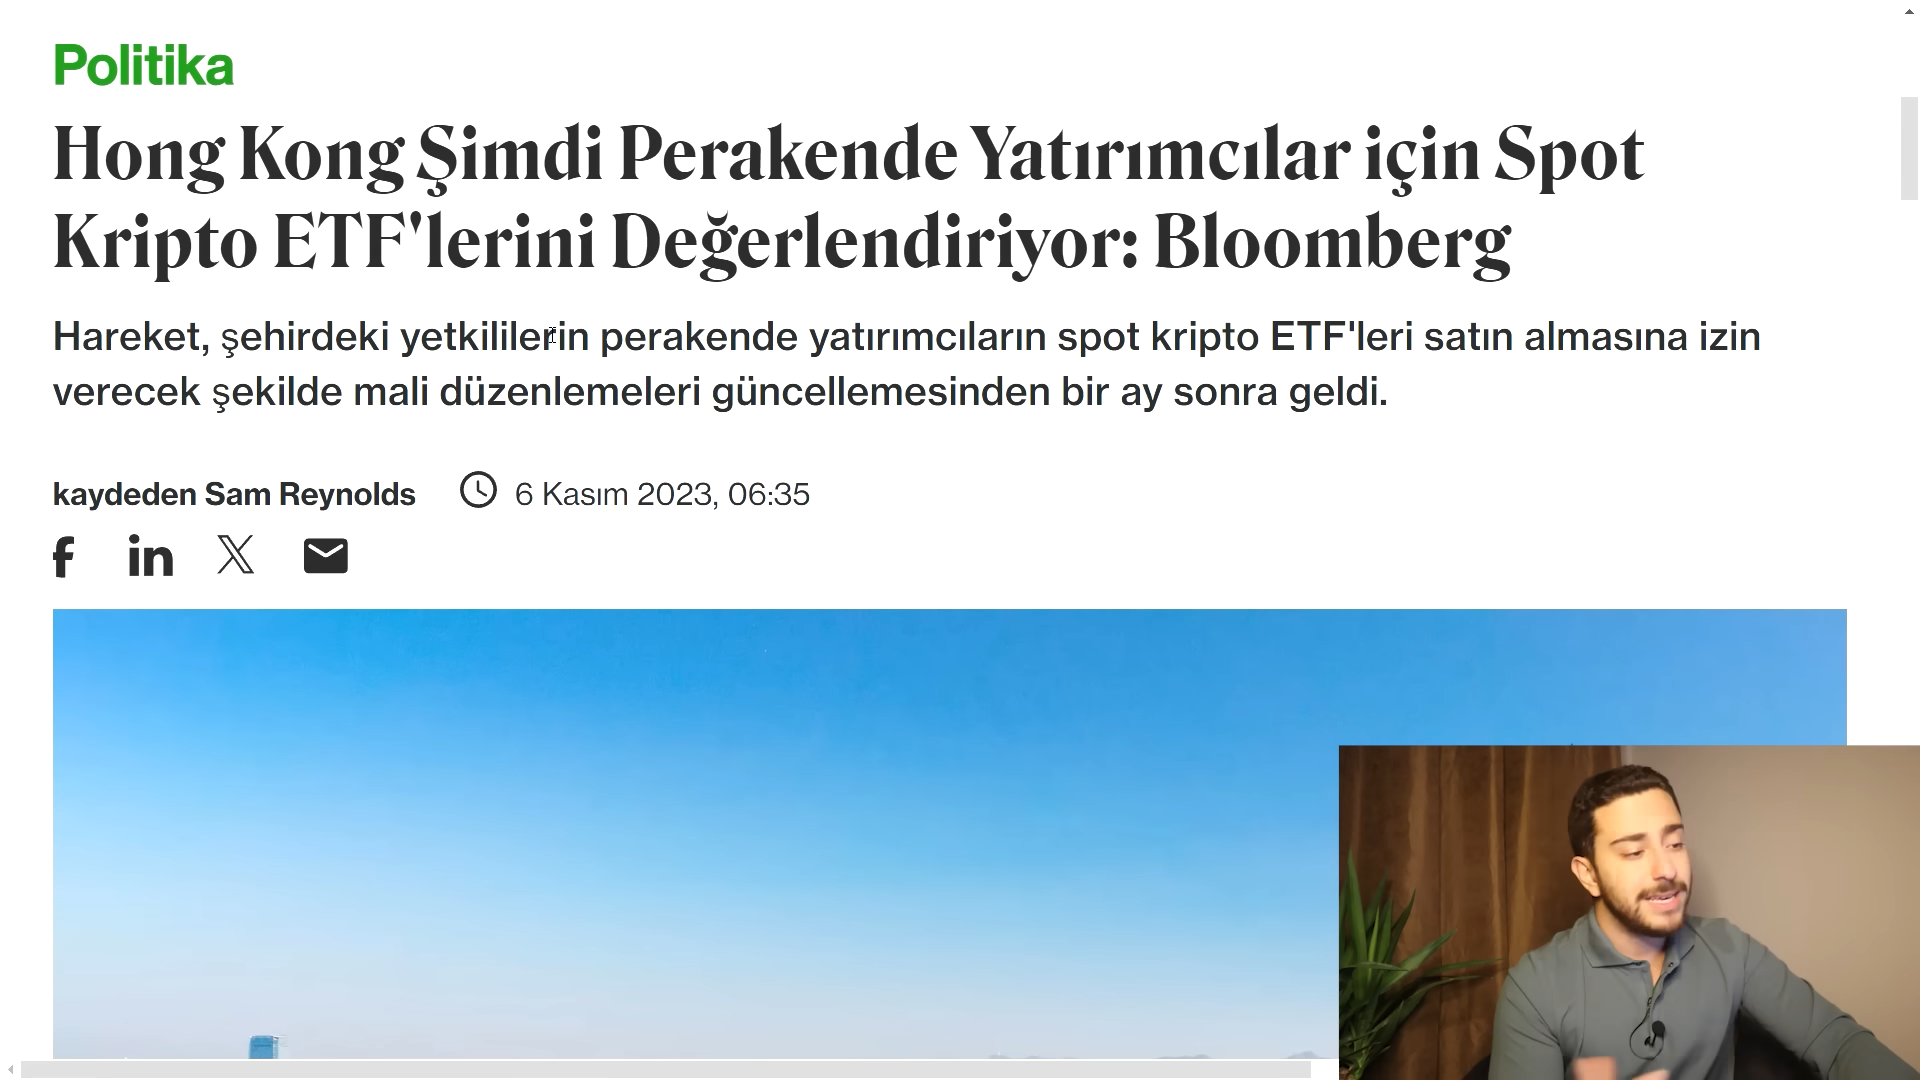 Politika
Hong Kong Şimdi Perakende Yatırımcılar için Spot
Kripto ETF'lerini Değerlendiriyor: Bloomberg
Hareket, şehirdeki yetkililerin perakende yatırımcıların spot kripto ETF'leri satın almasına izin
verecek şekilde mali düzenlemeleri güncellemesinden bir ay sonra geldi.
kaydeden Sam Reynolds 6 Kasım 2023, 06:35